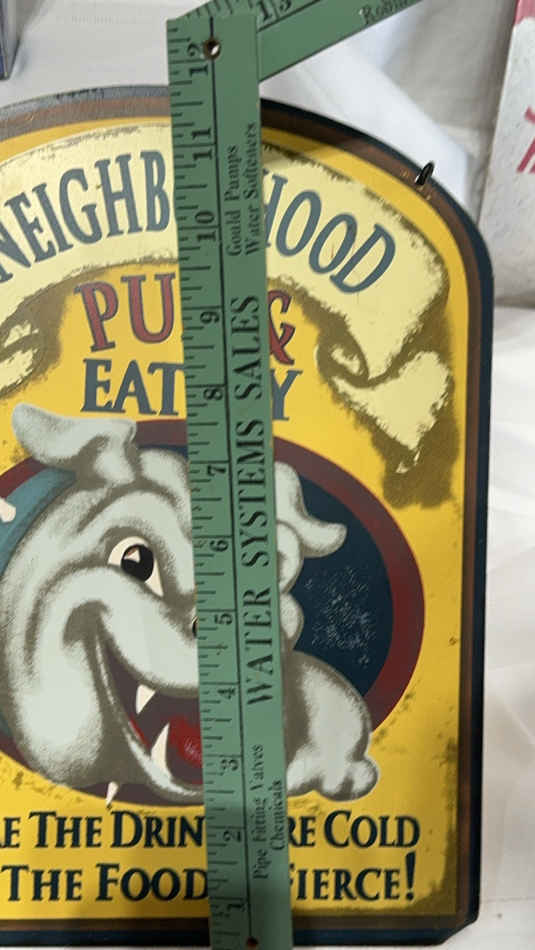 NEIGHB HOOD
PU &
EAT Y
RE THE DRIN RE COLD
THE FOOD FIERCE!
13
12
11
10
9
8
7
6
5
4
3
2
1
Gould Pumps
Water Softeners
WATER SYSTEMS SALES
Pipe Fitting Valves
Chemicals